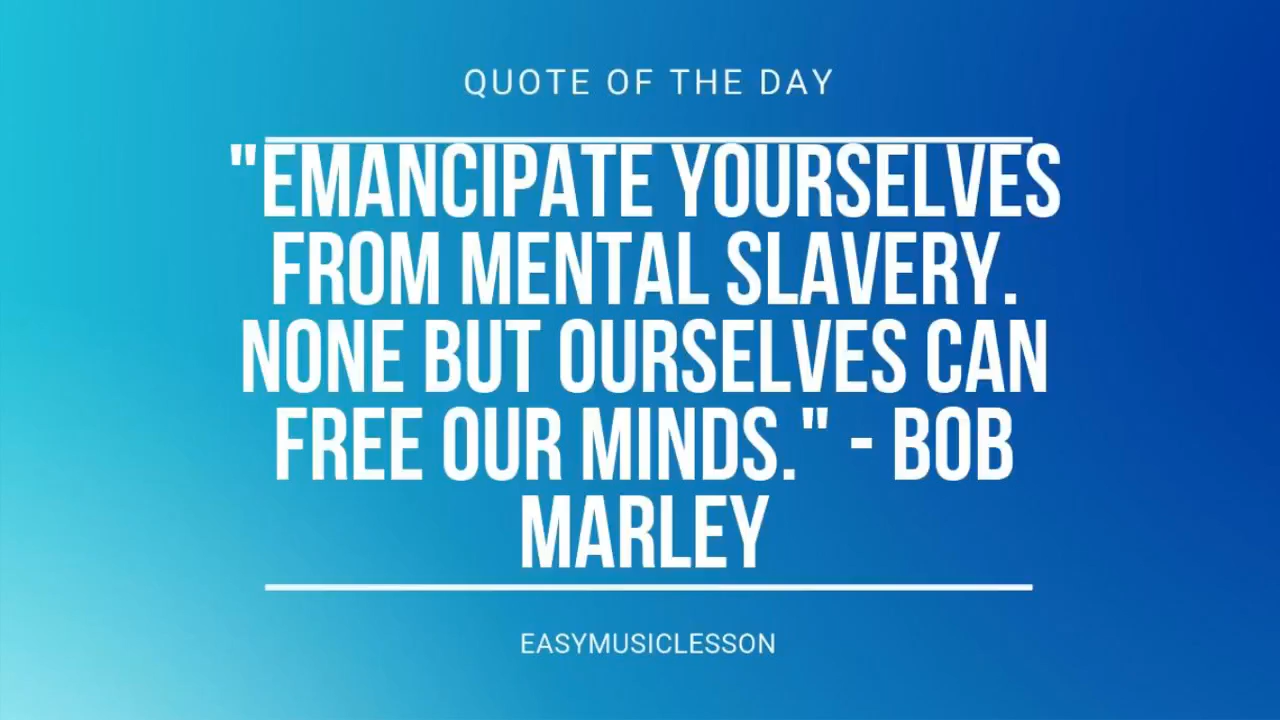 QUOTE OF THE DAY
"EMANCIPATE YOURSELVES
FROM MENTAL SLAVERY.
NONE BUT OURSELVES CAN
FREE OUR MINDS." - BOB
MARLEY
EASYMUSICLESSON